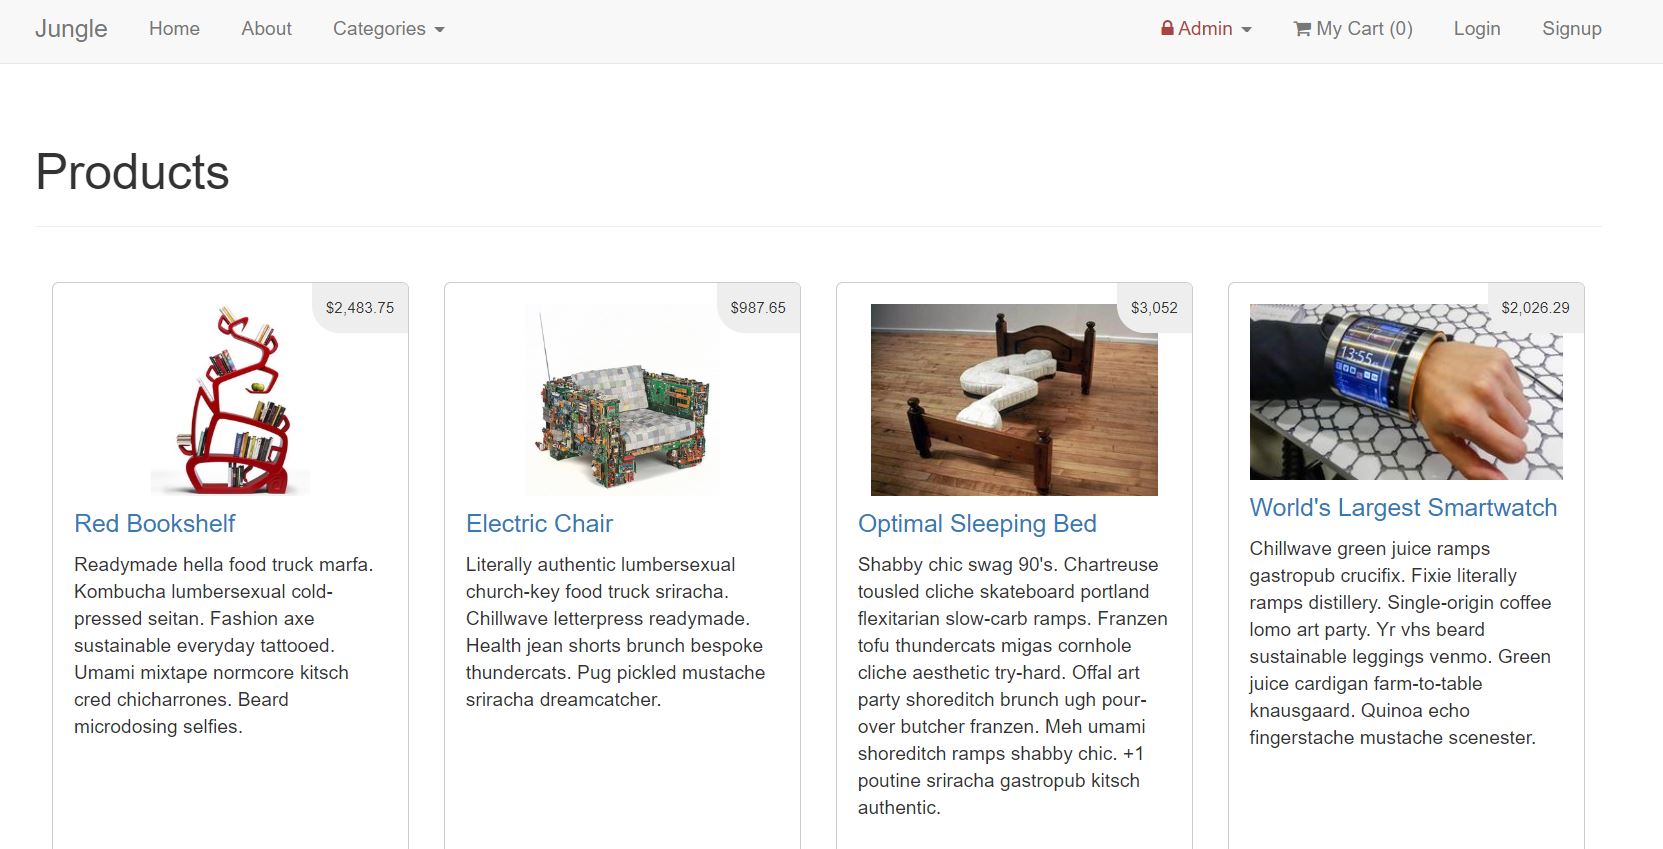 Jungle Home About Categories Admin My Cart (0) Login Signup
Products
$2,483.75
Red Bookshelf
Readymade hella food truck marfa.
Kombucha lumbersexual cold-
pressed seitan. Fashion axe
sustainable everyday tattooed.
Umami mixtape normcore kitsch
cred chicharrones. Beard
microdosing selfies.
$987.65
Electric Chair
Literally authentic lumbersexual
church-key food truck sriracha.
Chillwave letterpress readymade.
Health jean shorts brunch bespoke
thundercats. Pug pickled mustache
sriracha dreamcatcher.
$3,052
Optimal Sleeping Bed
Shabby chic swag 90's. Chartreuse
tousled cliche skateboard portland
flexitarian slow-carb ramps. Franzen
tofu thundercats migas cornhole
cliche aesthetic try-hard. Offal art
party shoreditch brunch ugh pour-
over butcher franzen. Meh umami
shoreditch ramps shabby chic. +1
poutine sriracha gastropub kitsch
authentic.
$2,026.29
13:55
World's Largest Smartwatch
Chillwave green juice ramps
gastropub crucifix. Fixie literally
ramps distillery. Single-origin coffee
lomo art party. Yr vhs beard
sustainable leggings venmo. Green
juice cardigan farm-to-table
knausgaard. Quinoa echo
fingerstache mustache scenester.